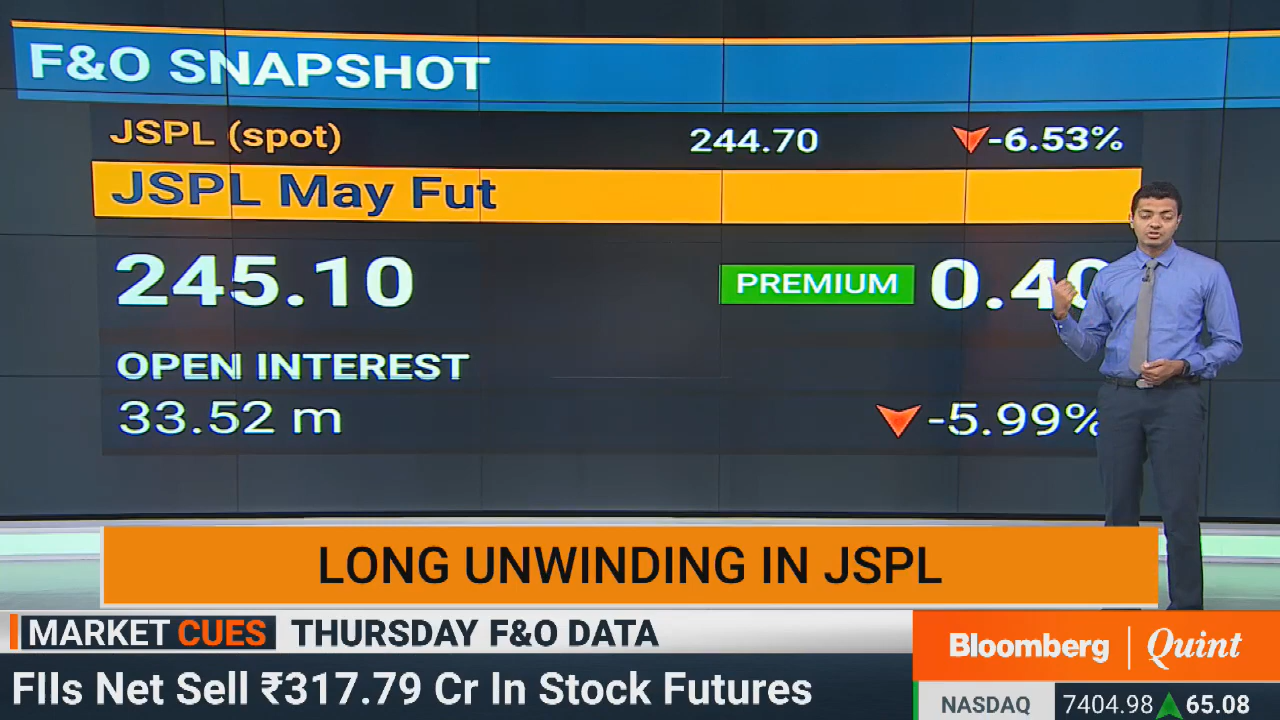 F&O SNAPSHOT
JSPL (spot) 244.70 -6.53%
JSPL May Fut
245.10 PREMIUM 0.40
OPEN INTEREST
33.52 m -5.99%
LONG UNWINDING IN JSPL
MARKET CUES THURSDAY F&O DATA
FIIs Net Sell ₹317.79 Cr In Stock Futures
Bloomberg | Quint
NASDAQ 7404.98 65.08